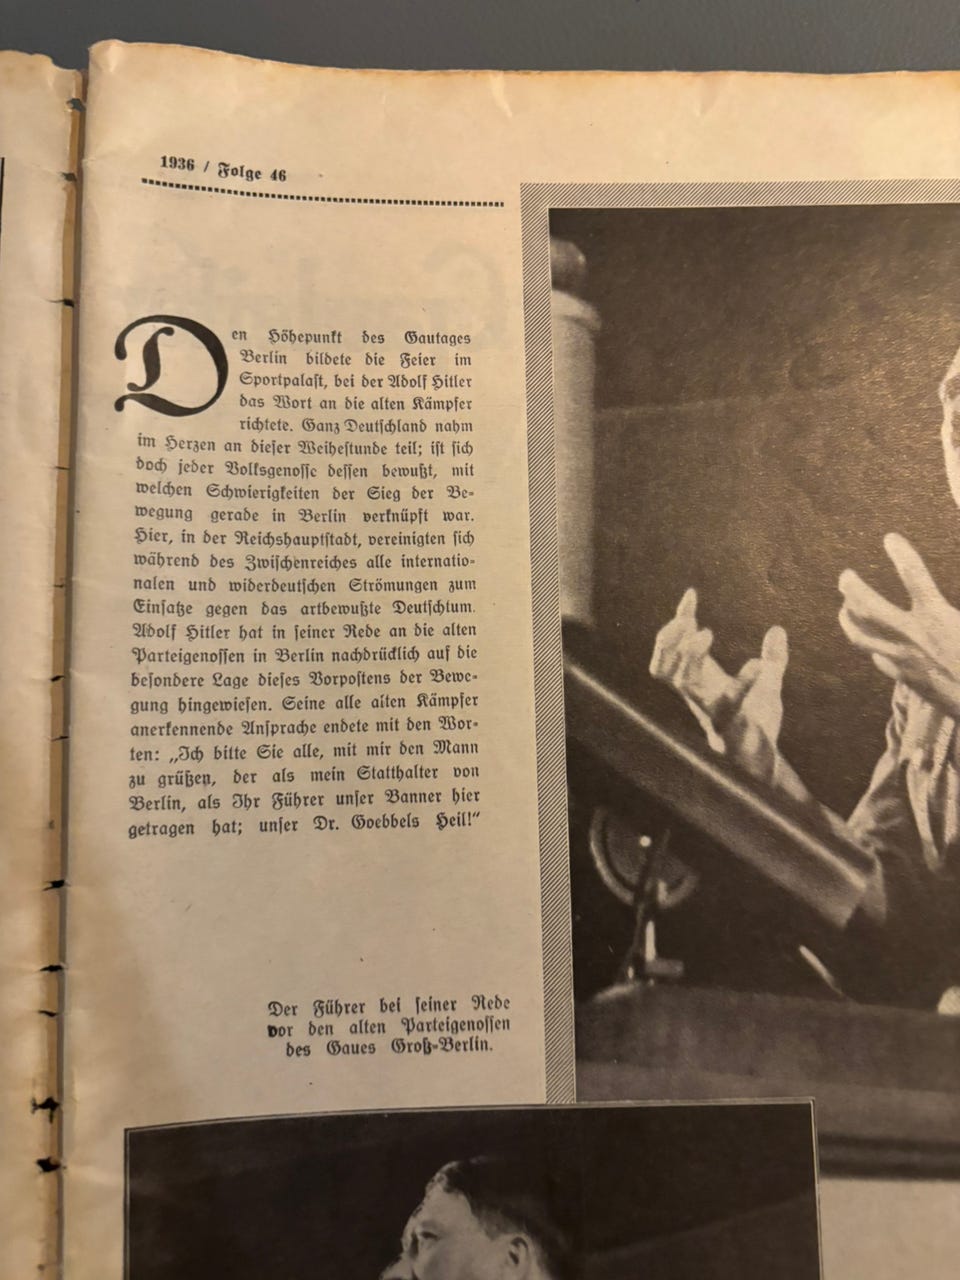 1936 / Folge 46
Den Höhepunkt des Gautages
Berlin bildete die Feier im
Sportpalast, bei der Adolf Hitler
das Wort an die alten Kämpfer
richtete. Ganz Deutschland nahm
im Herzen an dieser Weihestunde teil; ist sich
doch jeder Volksgenosse dessen bewußt, mit
welchen Schwierigkeiten der Sieg der Be-
wegung gerade in Berlin verknüpft war.
Hier, in der Reichshauptstadt, vereinigten sich
während des Zwischenreiches alle internatio-
nalen und widerdeutschen Strömungen zum
Einsatze gegen das artbewußte Deutschtum.
Adolf Hitler hat in seiner Rede an die alten
Parteigenossen in Berlin nachdrücklich auf die
besondere Lage dieses Vorpostens der Bewe-
gung hingewiesen. Seine alle alten Kämpfer
anerkennende Ansprache endete mit den Wor-
ten: „Ich bitte Sie alle, mit mir den Mann
zu grüßen, der als mein Statthalter von
Berlin, als Ihr Führer unser Banner hier
getragen hat; unser Dr. Goebbels Heil!“
Der Führer bei seiner Rede
vor den alten Parteigenossen
des Gaues Groß-Berlin.